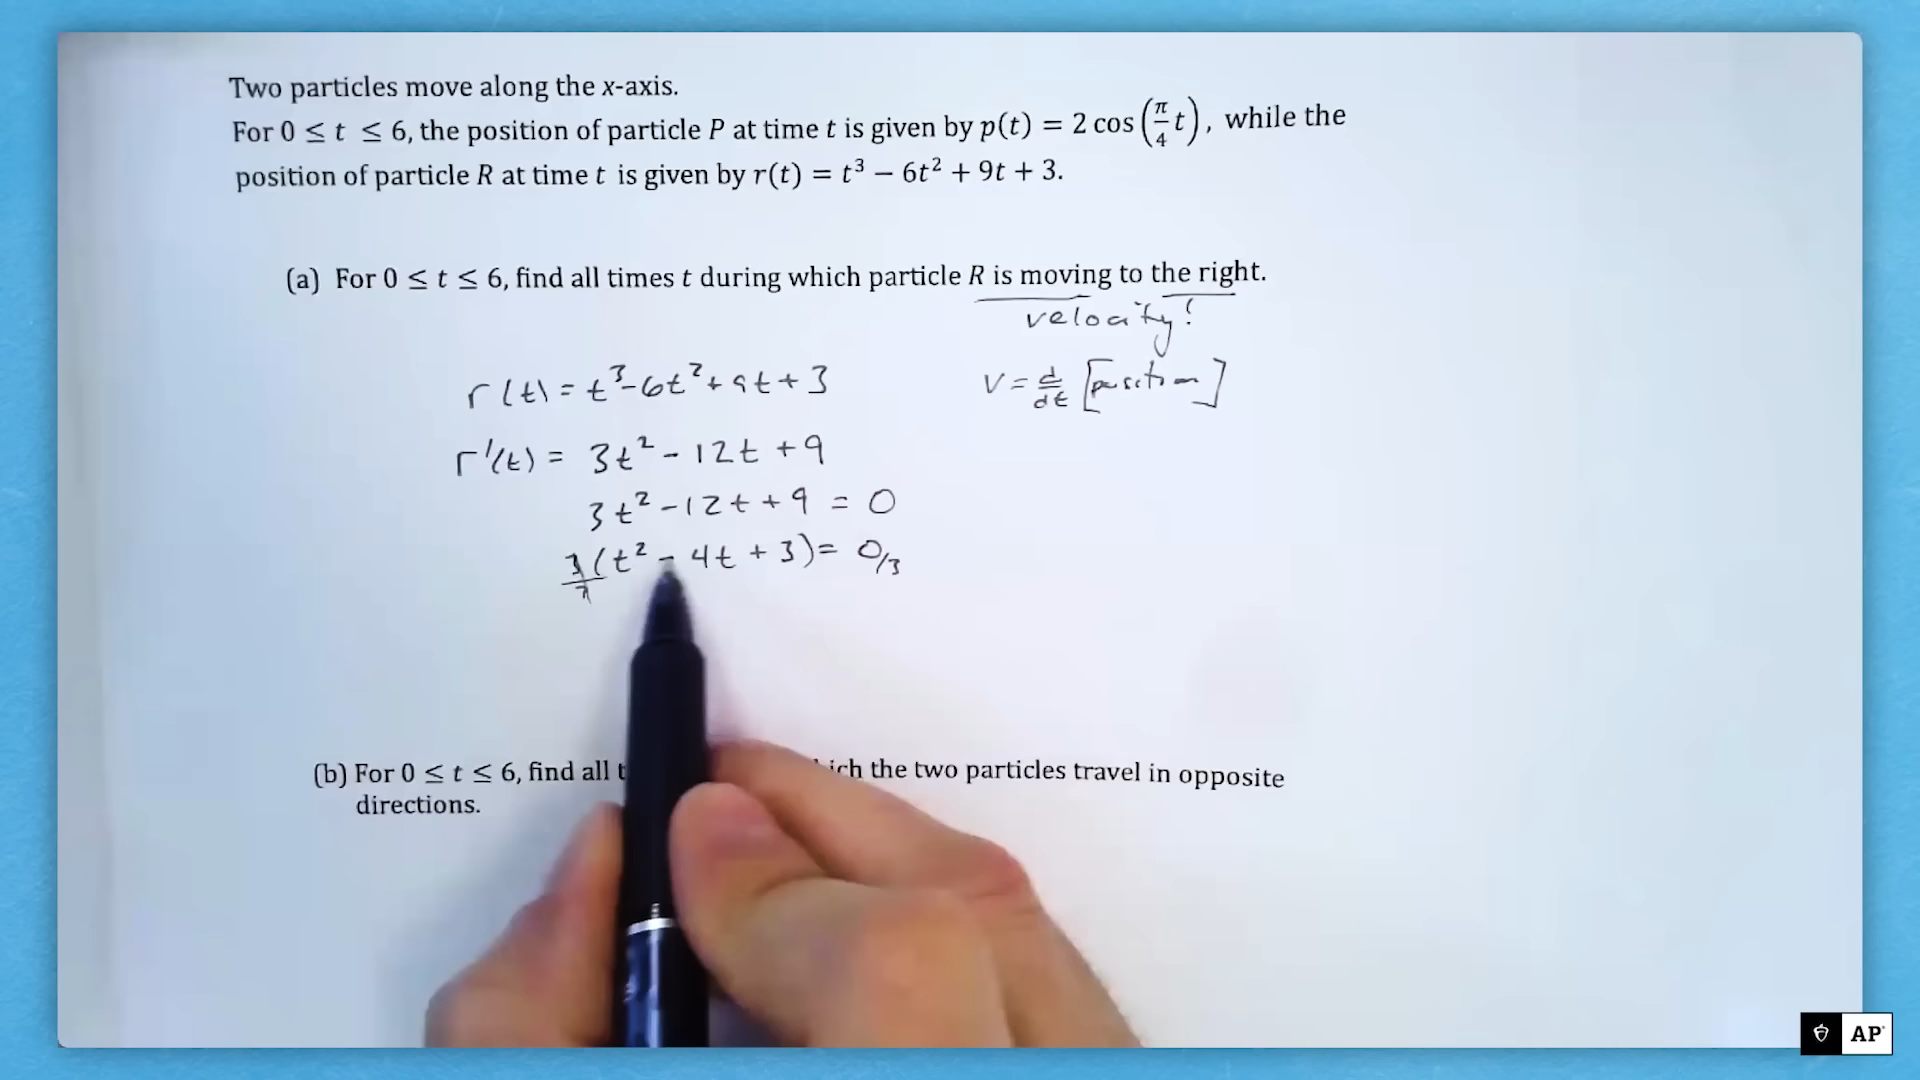 Two particles move along the x-axis.
For 0 ≤ t ≤ 6, the position of particle P at time t is given by p(t) = 2 cos(π/4 t), while the
position of particle R at time t is given by r(t) = t³ − 6t² + 9t + 3.
(a) For 0 ≤ t ≤ 6, find all times t during which particle R is moving to the right.
velocity!
r(t) = t³-6t²+9t+3
v = d/dt [position]
r'(t) = 3t² - 12t + 9
3t² - 12t + 9 = 0
3/3 (t² - 4t + 3) = 0/3
(b) For 0 ≤ t ≤ 6, find all t
the two particles travel in opposite
directions.
AP